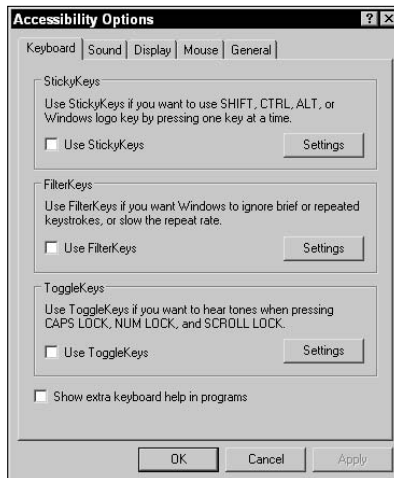 Accessibility Options
Keyboard Sound Display Mouse General
StickyKeys
Use StickyKeys if you want to use SHIFT, CTRL, ALT, or
Windows logo key by pressing one key at a time.
Use StickyKeys Settings
FilterKeys
Use FilterKeys if you want Windows to ignore brief or repeated
keystrokes, or slow the repeat rate.
Use FilterKeys Settings
ToggleKeys
Use ToggleKeys if you want to hear tones when pressing
CAPS LOCK, NUM LOCK, and SCROLL LOCK.
Use ToggleKeys Settings
Show extra keyboard help in programs
OK Cancel Apply